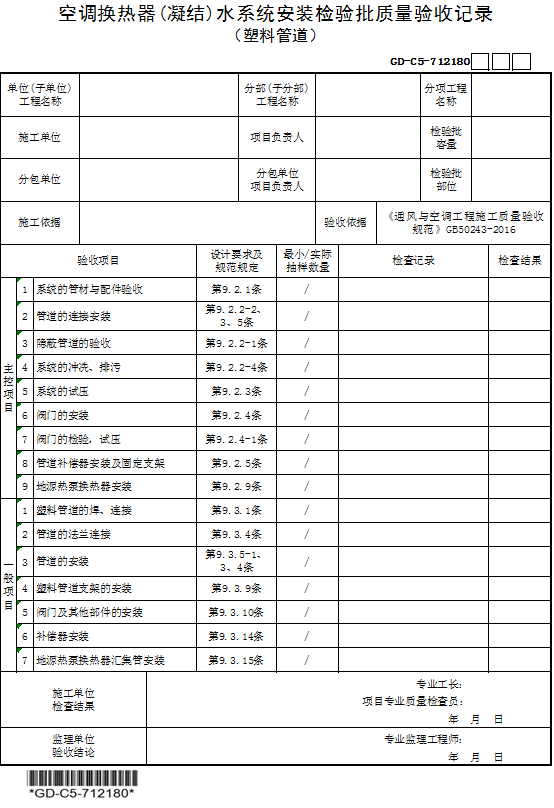 空调换热器(凝结)水系统安装检验批质量验收记录
（塑料管道）
GD-C5-712180
单位(子单位)
工程名称
分部(子分部)
工程名称
分项工程
名称
施工单位
项目负责人
检验批
容量
分包单位
分包单位
项目负责人
检验批
部位
施工依据
验收依据
《通风与空调工程施工质量验收
规范》GB50243-2016
验收项目
设计要求及
规范规定
最小/实际
抽样数量
检查记录
检查结果
主控项目
1 系统的管材与配件验收 第9.2.1条 /
2 管道的连接安装 第9.2.2-2、
3、5条 /
3 隐蔽管道的验收 第9.2.2-1条 /
4 系统的冲洗、排污 第9.2.2-4条 /
5 系统的试压 第9.2.3条 /
6 阀门的安装 第9.2.4条 /
7 阀门的检验，试压 第9.2.4-1条 /
8 管道补偿器安装及固定支架 第9.2.5条 /
9 地源热泵换热器安装 第9.2.9条 /
一般项目
1 塑料管道的焊、连接 第9.3.1条 /
2 管道的法兰连接 第9.3.4条 /
3 管道的安装 第9.3.5-1、
3、4条 /
4 塑料管道支架的安装 第9.3.9条 /
5 阀门及其他部件的安装 第9.3.10条 /
6 补偿器安装 第9.3.14条 /
7 地源热泵换热器汇集管安装 第9.3.15条 /
施工单位
检查结果
专业工长：
项目专业质量检查员：
年 月 日
监理单位
验收结论
专业监理工程师：
年 月 日
*GD-C5-712180*